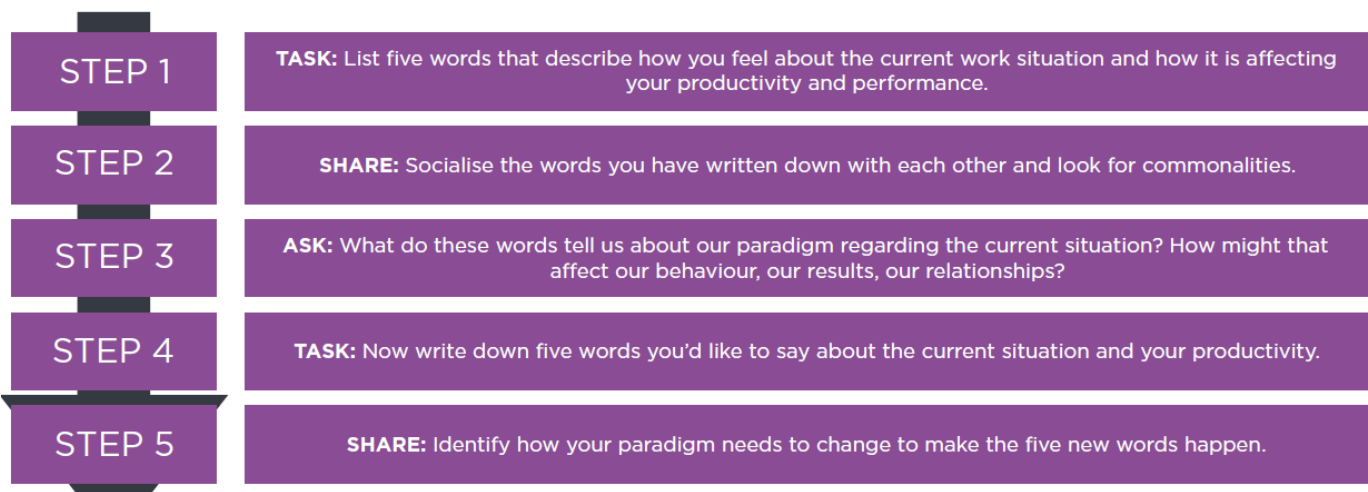 STEP 1
TASK: List five words that describe how you feel about the current work situation and how it is affecting
your productivity and performance.
STEP 2
SHARE: Socialise the words you have written down with each other and look for commonalities.
STEP 3
ASK: What do these words tell us about our paradigm regarding the current situation? How might that
affect our behaviour, our results, our relationships?
STEP 4
TASK: Now write down five words you’d like to say about the current situation and your productivity.
STEP 5
SHARE: Identify how your paradigm needs to change to make the five new words happen.